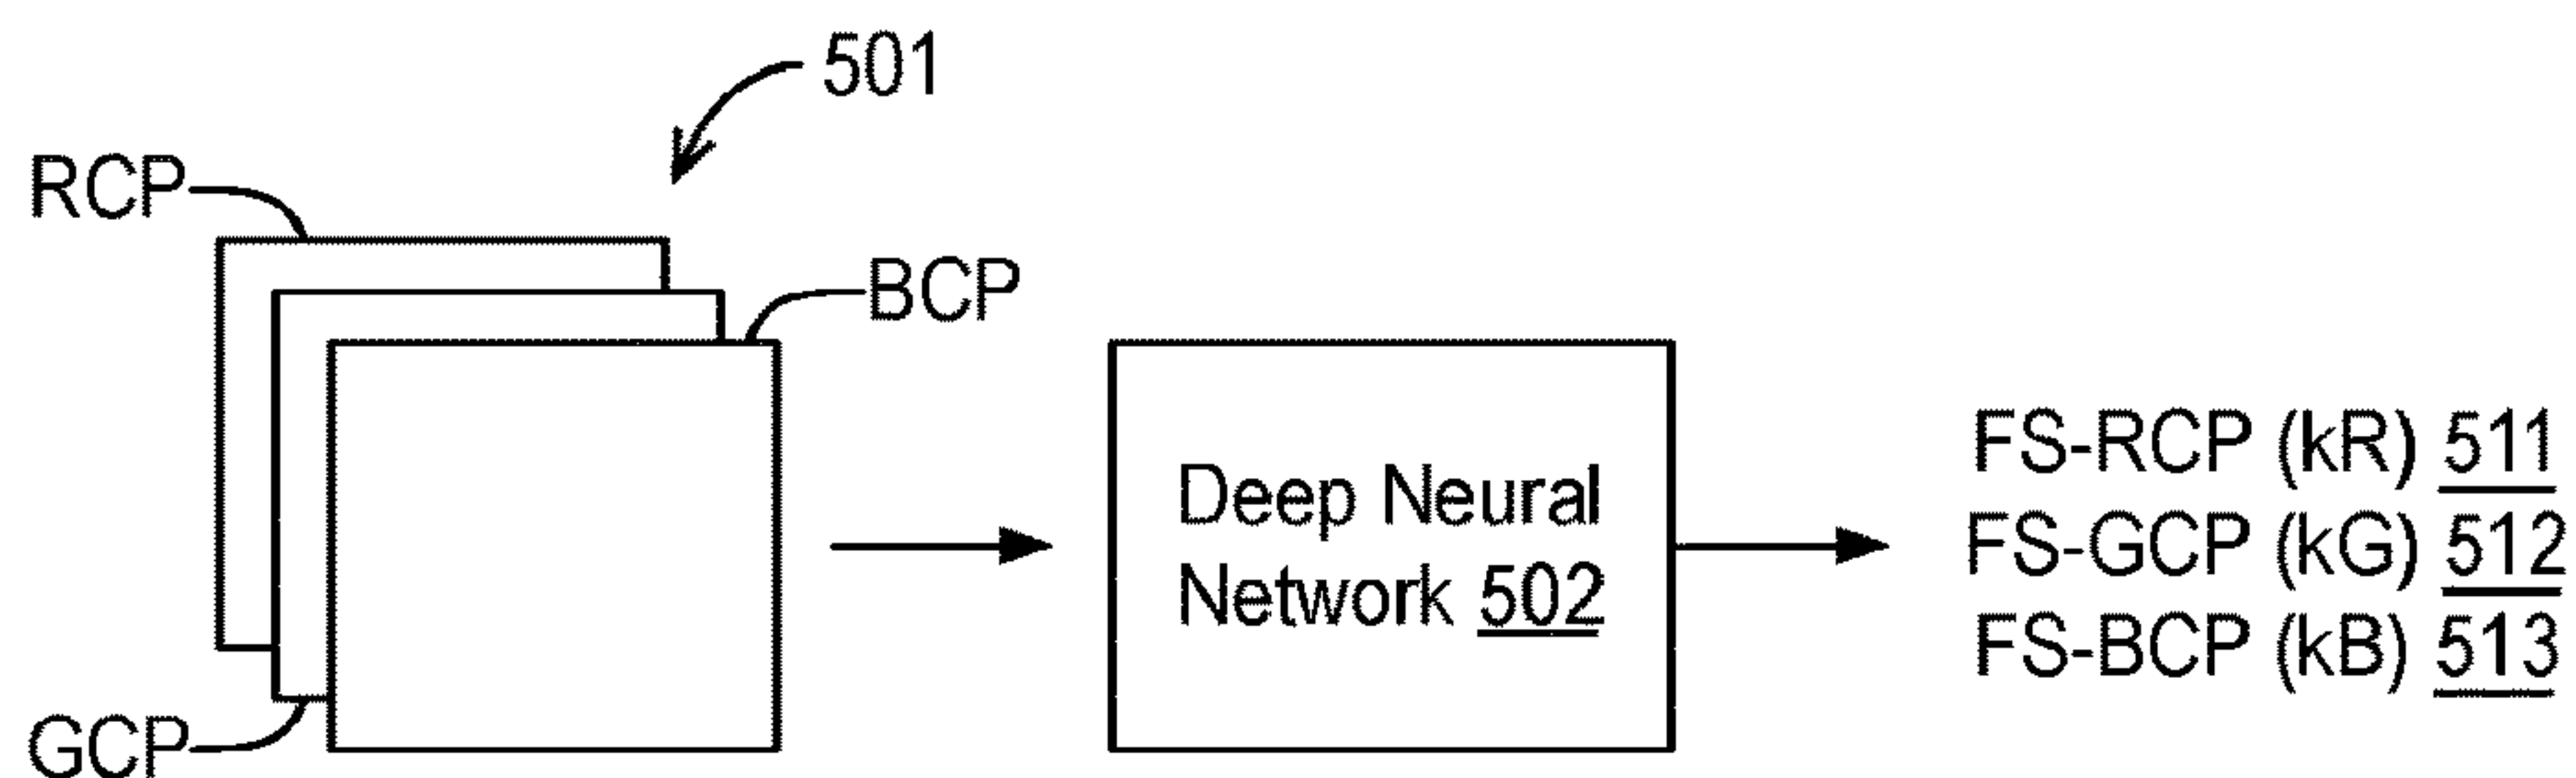 501
RCP
BCP
GCP
Deep Neural
Network 502
FS-RCP (kR) 511
FS-GCP (kG) 512
FS-BCP (kB) 513